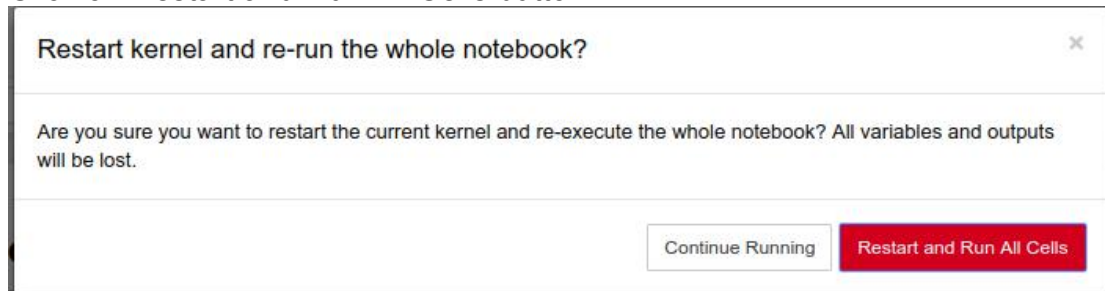 Restart kernel and re-run the whole notebook?
×
Are you sure you want to restart the current kernel and re-execute the whole notebook? All variables and outputs
will be lost.
Continue Running
Restart and Run All Cells